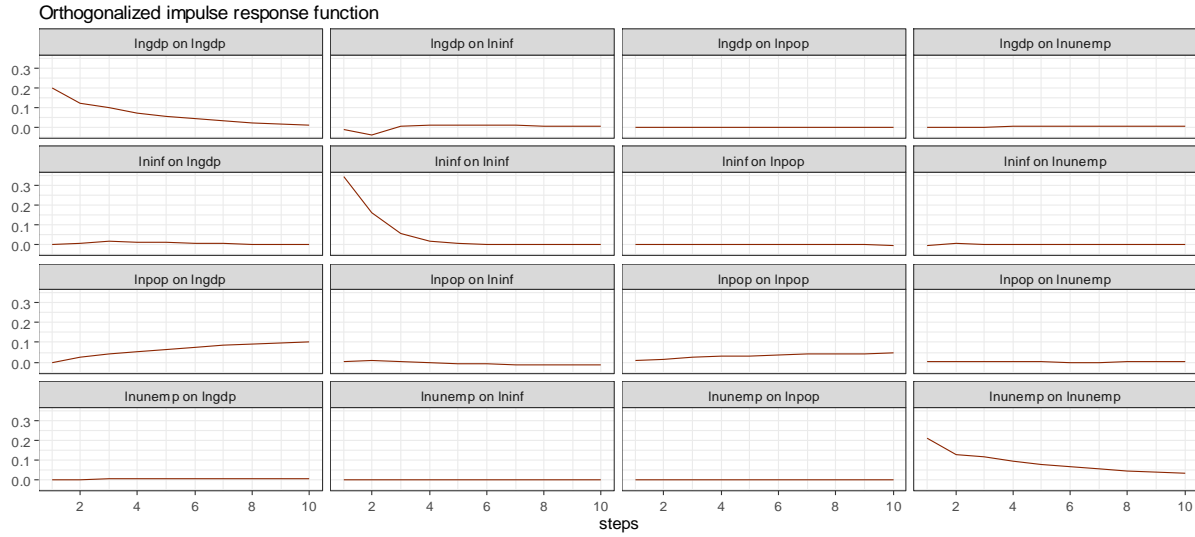 Orthogonalized impulse response function
lngdp on lngdp
lngdp on lninf
lngdp on lnpop
lngdp on lnunemp
0.3
0.2
0.1
0.0
lninf on lngdp
lninf on lninf
lninf on lnpop
lninf on lnunemp
0.3
0.2
0.1
0.0
lnpop on lngdp
lnpop on lninf
lnpop on lnpop
lnpop on lnunemp
0.3
0.2
0.1
0.0
lnunemp on lngdp
lnunemp on lninf
lnunemp on lnpop
lnunemp on lnunemp
0.3
0.2
0.1
0.0
2 4 6 8 10
2 4 6 8 10
2 4 6 8 10
2 4 6 8 10
steps